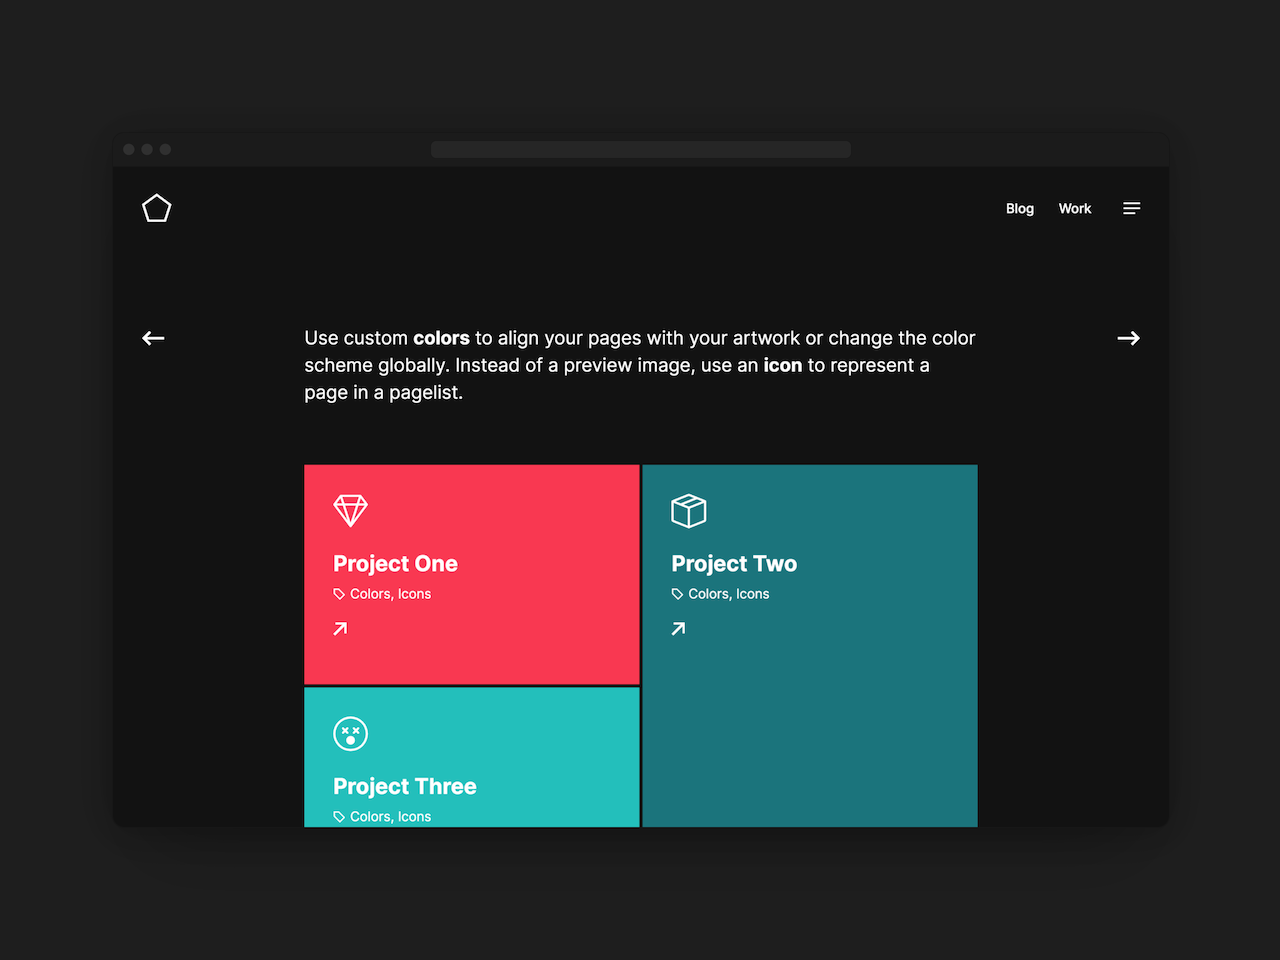 Blog Work
Use custom colors to align your pages with your artwork or change the color
scheme globally. Instead of a preview image, use an icon to represent a
page in a pagelist.
Project One
Colors, Icons
Project Two
Colors, Icons
Project Three
Colors, Icons